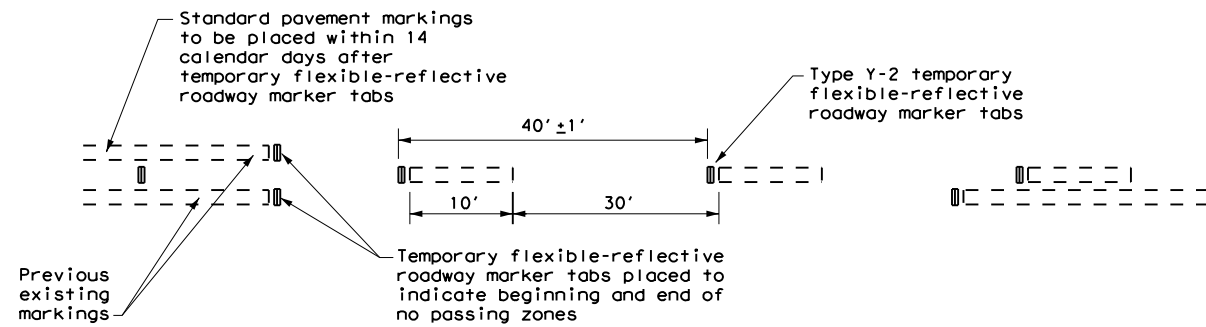 Standard pavement markings
to be placed within 14
calendar days after
temporary flexible-reflective
roadway marker tabs
Type Y-2 temporary
flexible-reflective
roadway marker tabs
40' ±1'
10'
30'
Previous
existing
markings
Temporary flexible-reflective
roadway marker tabs placed to
indicate beginning and end of
no passing zones